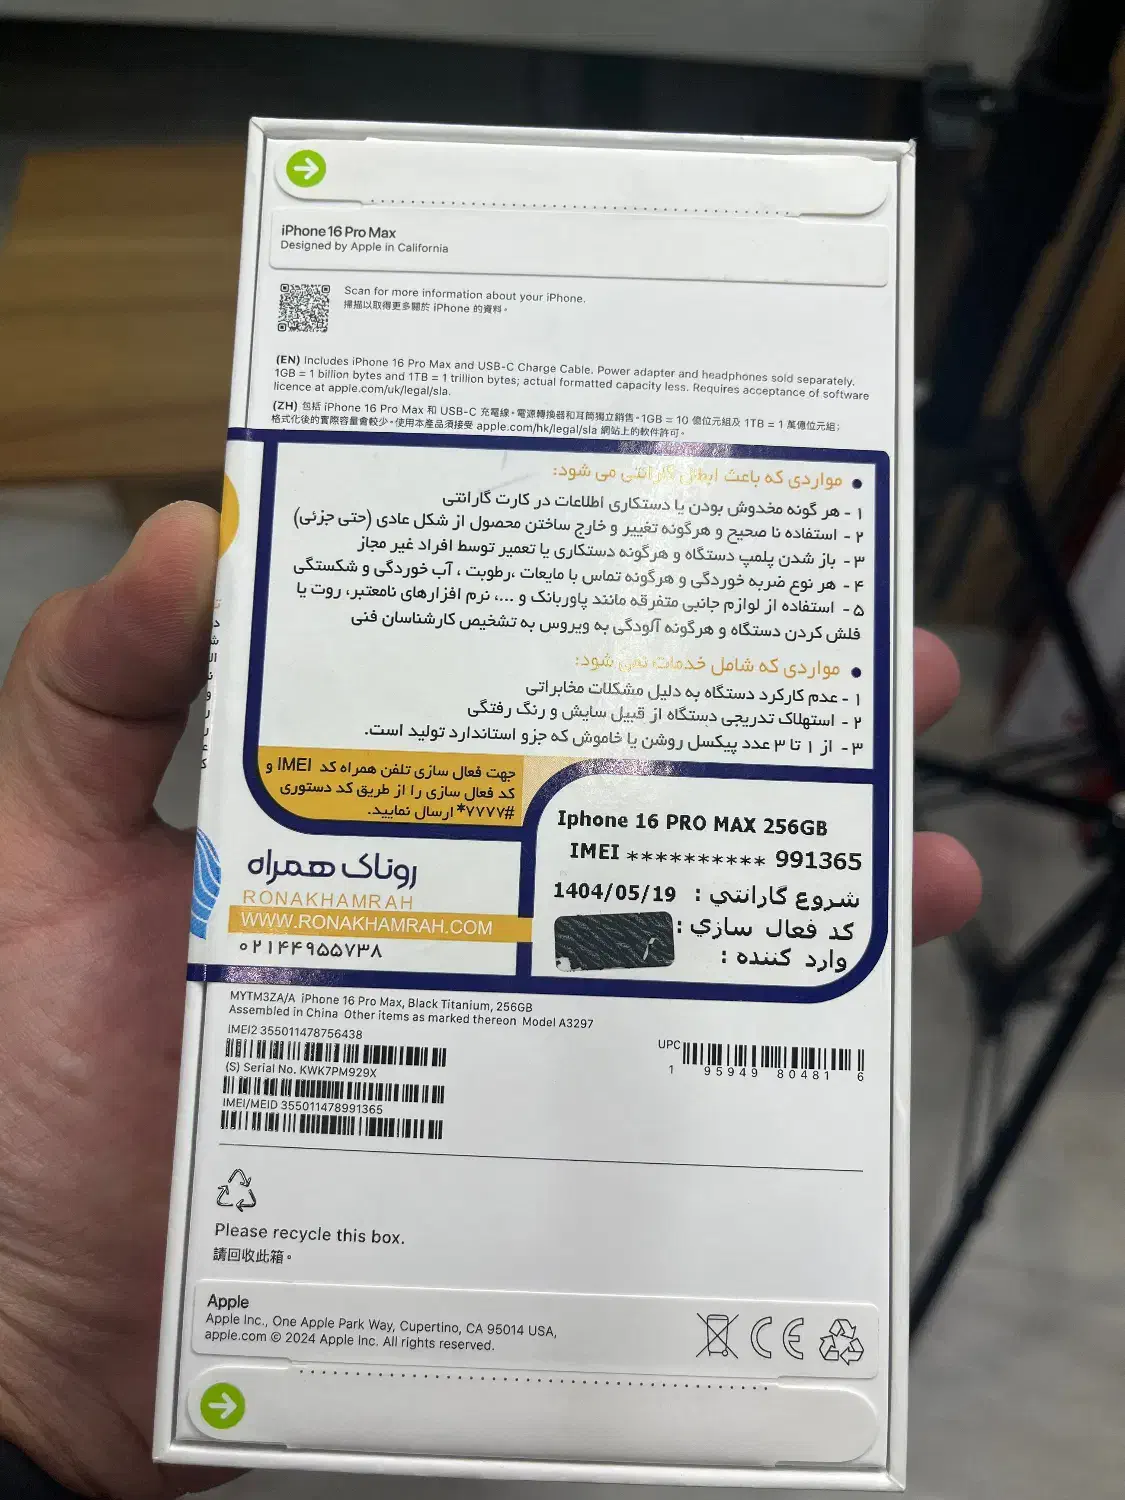 iPhone 16 Pro Max
Designed by Apple in California
Scan for more information about your iPhone.
掃描以取得更多關於 iPhone 的資料。
(EN) Includes iPhone 16 Pro Max and USB-C Charge Cable. Power adapter and headphones sold separately.
1GB = 1 billion bytes and 1TB = 1 trillion bytes; actual formatted capacity less. Requires acceptance of software
licence at apple.com/uk/legal/sla.
(ZH) 包括 iPhone 16 Pro Max 和 USB-C 充電線。電源轉換器和耳筒獨立銷售。1GB = 10 億位元組及 1TB = 1 萬億位元組；
格式化後的實際容量會較少。使用本產品須接受 apple.com/hk/legal/sla 網站上的軟件許可。
● مواردی که باعث ابطال گارانتی می شود:
۱ - هر گونه مخدوش بودن یا دستکاری اطلاعات در کارت گارانتی
۲ - استفاده نا صحیح و هرگونه تغییر و خارج ساختن محصول از شکل عادی (حتی جزئی)
۳ - باز شدن پلمپ دستگاه و هرگونه دستکاری یا تعمیر توسط افراد غیر مجاز
۴ - هر نوع ضربه خوردگی و هرگونه تماس با مایعات ،رطوبت ، آب خوردگی و شکستگی
۵ - استفاده از لوازم جانبی متفرقه مانند پاوربانک و ...، نرم افزارهای نامعتبر، روت یا
فلش کردن دستگاه و هرگونه آلودگی به ویروس به تشخیص کارشناسان فنی
● مواردی که شامل خدمات نمی شود:
۱ - عدم کارکرد دستگاه به دلیل مشکلات مخابراتی
۲ - استهلاک تدریجی دستگاه از قبیل سایش و رنگ رفتگی
۳ - از ۱ تا ۳ عدد پیکسل روشن یا خاموش که جزو استاندارد تولید است.
جهت فعال سازی تلفن همراه کد IMEI و
کد فعال سازی را از طریق کد دستوری
#۷۷۷۷* ارسال نمایید.
روناک همراه
RONAKHAMRAH
WWW.RONAKHAMRAH.COM
۰۲۱۴۴۹۵۵۷۳۸
Iphone 16 PRO MAX 256GB
IMEI ********** 991365
شروع گارانتي : 1404/05/19
کد فعال سازي :
وارد کننده :
MYTM3ZA/A iPhone 16 Pro Max, Black Titanium, 256GB
Assembled in China Other items as marked thereon Model A3297
IMEI2 355011478756438
(S) Serial No. KWK7PM929X
IMEI/MEID 355011478991365
UPC
1 95949 80481 6
Please recycle this box.
請回收此箱。
Apple
Apple Inc., One Apple Park Way, Cupertino, CA 95014 USA,
apple.com © 2024 Apple Inc. All rights reserved.
CE